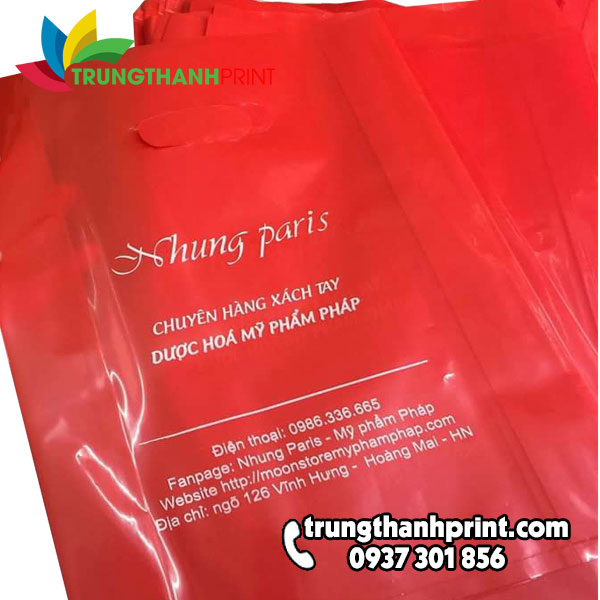 TRUNGTHANHPRINT
Nhung paris
CHUYÊN HÀNG XÁCH TAY
DƯỢC HOÁ MỸ PHẨM PHÁP
Điện thoại: 0986.336.665
Fanpage: Nhung Paris - Mỹ phẩm Pháp
Website http://moonstoremyphamphap.com
Địa chỉ: ngõ 126 Vĩnh Hưng - Hoàng Mai - HN
trungthanhprint.com
0937 301 856